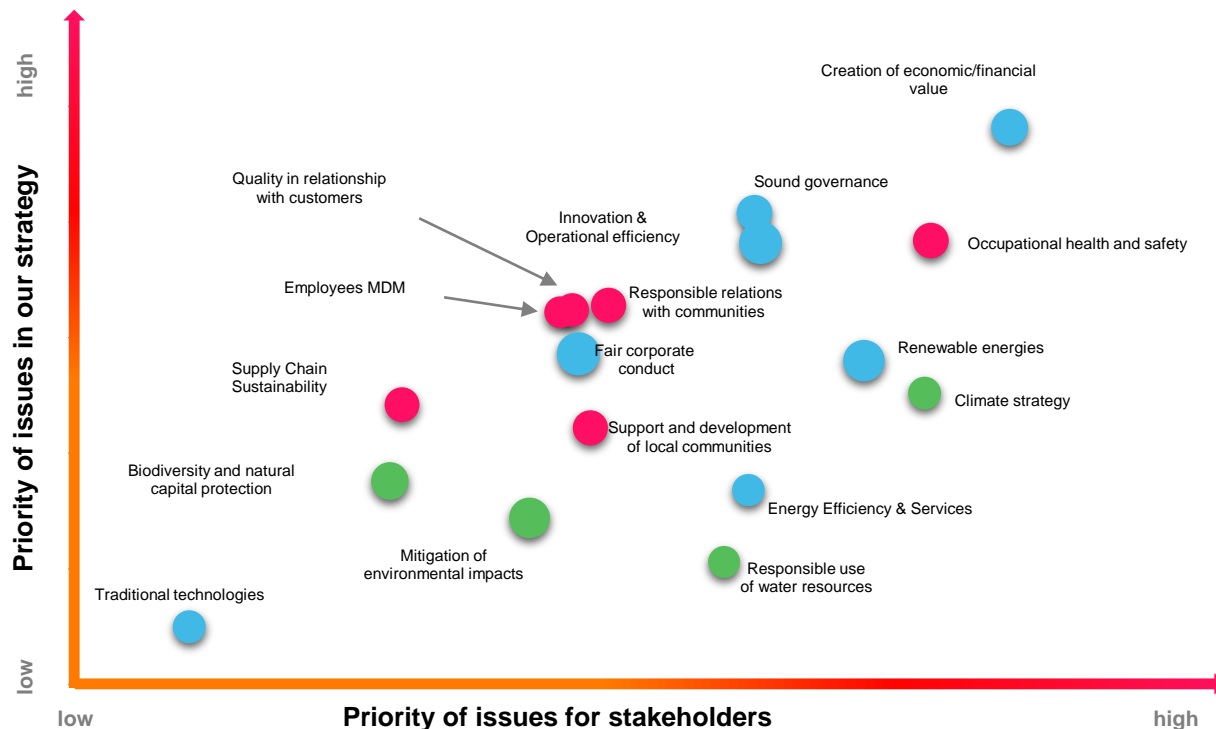 high
Creation of economic/financial
value
Quality in relationship
with customers
Sound governance
Innovation &
Operational efficiency
Occupational health and safety
Employees MDM
Responsible relations
with communities
Priority of issues in our strategy
Fair corporate
conduct
Renewable energies
Supply Chain
Sustainability
Climate strategy
Support and development
of local communities
Biodiversity and natural
capital protection
Energy Efficiency & Services
Mitigation of
environmental impacts
Responsible use
of water resources
Traditional technologies
low
low
Priority of issues for stakeholders
high